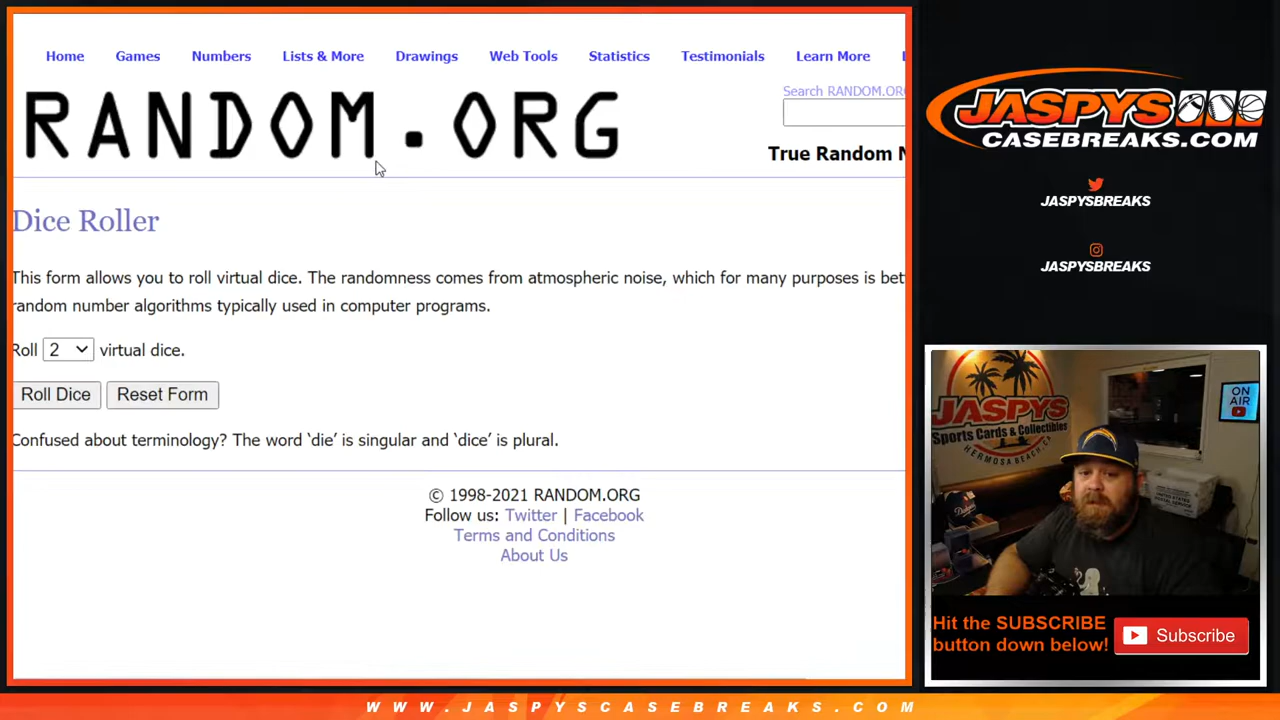 Home Games Numbers Lists & More Drawings Web Tools Statistics Testimonials Learn More
RANDOM.ORG
Search RANDOM.ORG
True Random N
Dice Roller
This form allows you to roll virtual dice. The randomness comes from atmospheric noise, which for many purposes is bet
random number algorithms typically used in computer programs.
Roll 2 virtual dice.
Roll Dice Reset Form
Confused about terminology? The word ‘die’ is singular and ‘dice’ is plural.
© 1998-2021 RANDOM.ORG
Follow us: Twitter | Facebook
Terms and Conditions
About Us
JASPYS
CASEBREAKS.COM
JASPYSBREAKS
JASPYSBREAKS
JASPYS
Sports Cards & Collectibles
HERMOSA BEACH, CA
ON
AIR
UNITED STATES
POSTAL SERVICE
Dodgers
Hit the SUBSCRIBE
button down below!
Subscribe
WWW.JASPYSCASEBREAKS.COM